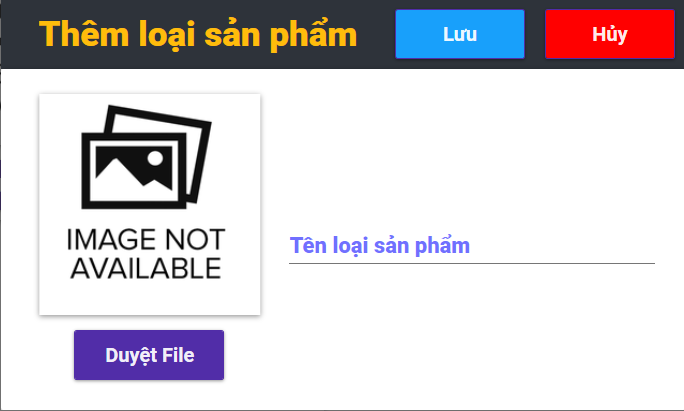 Thêm loại sản phẩm
Lưu
Hủy
IMAGE NOT
AVAILABLE
Tên loại sản phẩm
Duyệt File